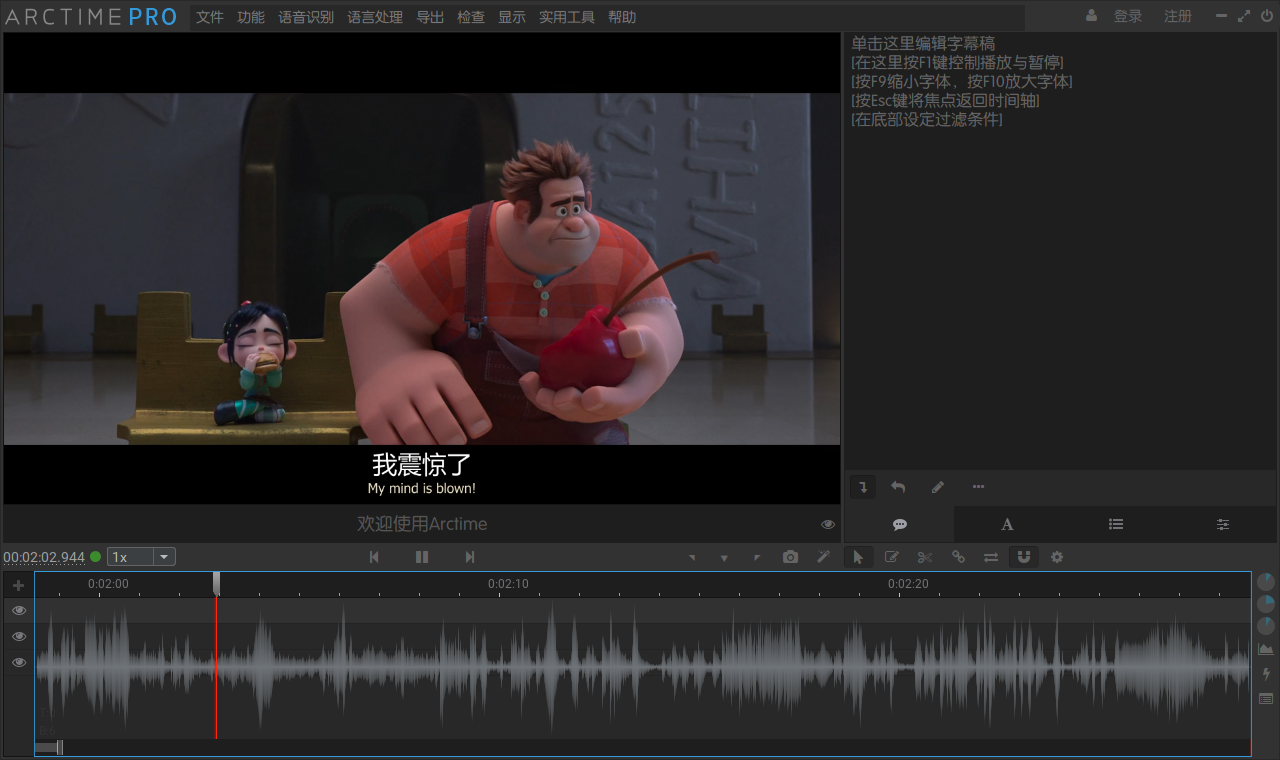 ARCTIME PRO 文件 功能 语音识别 语言处理 导出 检查 显示 实用工具 帮助 登录 注册
单击这里编辑字幕稿
[在这里按F1键控制播放与暂停]
[按F9缩小字体，按F10放大字体]
[按Esc键将焦点返回时间轴]
[在底部设定过滤条件]
WHI
我震惊了
My mind is blown!
欢迎使用Arctime
A
00:02:02.944 1x
0:02:00 0:02:10 0:02:20